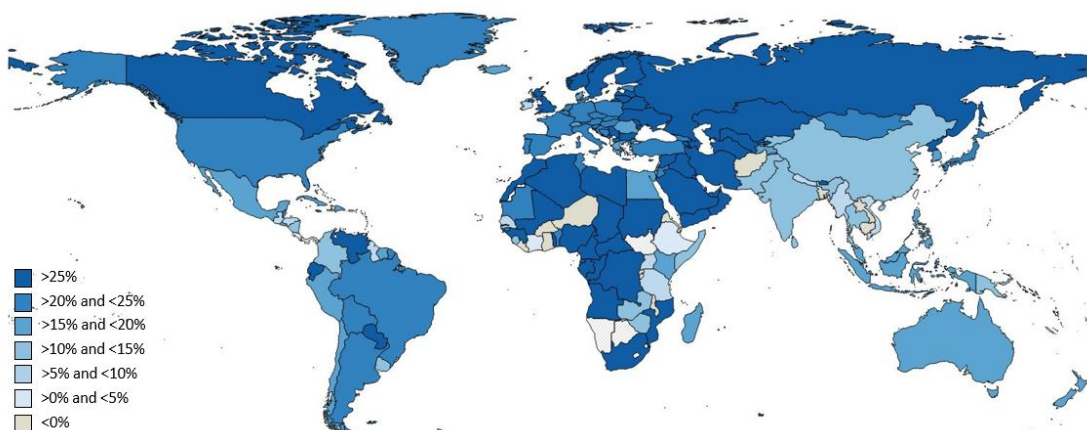 >25%
>20% and <25%
>15% and <20%
>10% and <15%
>5% and <10%
>0% and <5%
<0%